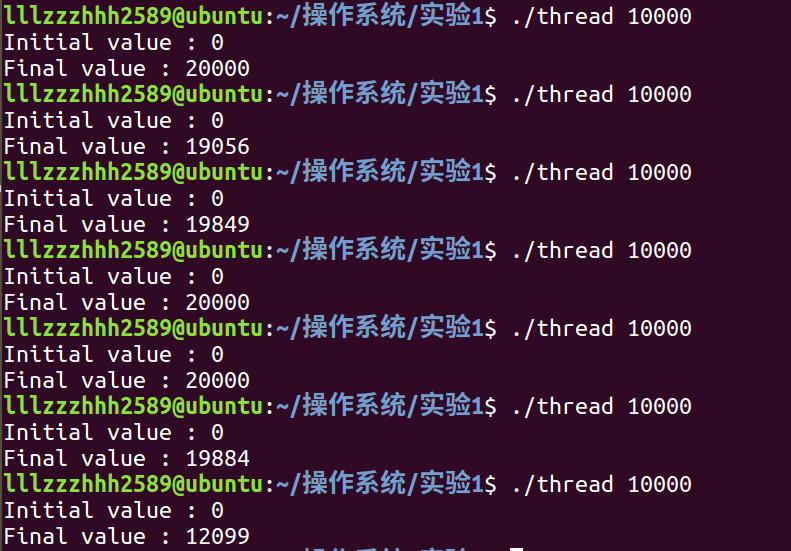 lllzzzhhh2589@ubuntu:~/操作系统/实验1$ ./thread 10000
Initial value : 0
Final value : 20000
lllzzzhhh2589@ubuntu:~/操作系统/实验1$ ./thread 10000
Initial value : 0
Final value : 19056
lllzzzhhh2589@ubuntu:~/操作系统/实验1$ ./thread 10000
Initial value : 0
Final value : 19849
lllzzzhhh2589@ubuntu:~/操作系统/实验1$ ./thread 10000
Initial value : 0
Final value : 20000
lllzzzhhh2589@ubuntu:~/操作系统/实验1$ ./thread 10000
Initial value : 0
Final value : 20000
lllzzzhhh2589@ubuntu:~/操作系统/实验1$ ./thread 10000
Initial value : 0
Final value : 19884
lllzzzhhh2589@ubuntu:~/操作系统/实验1$ ./thread 10000
Initial value : 0
Final value : 12099